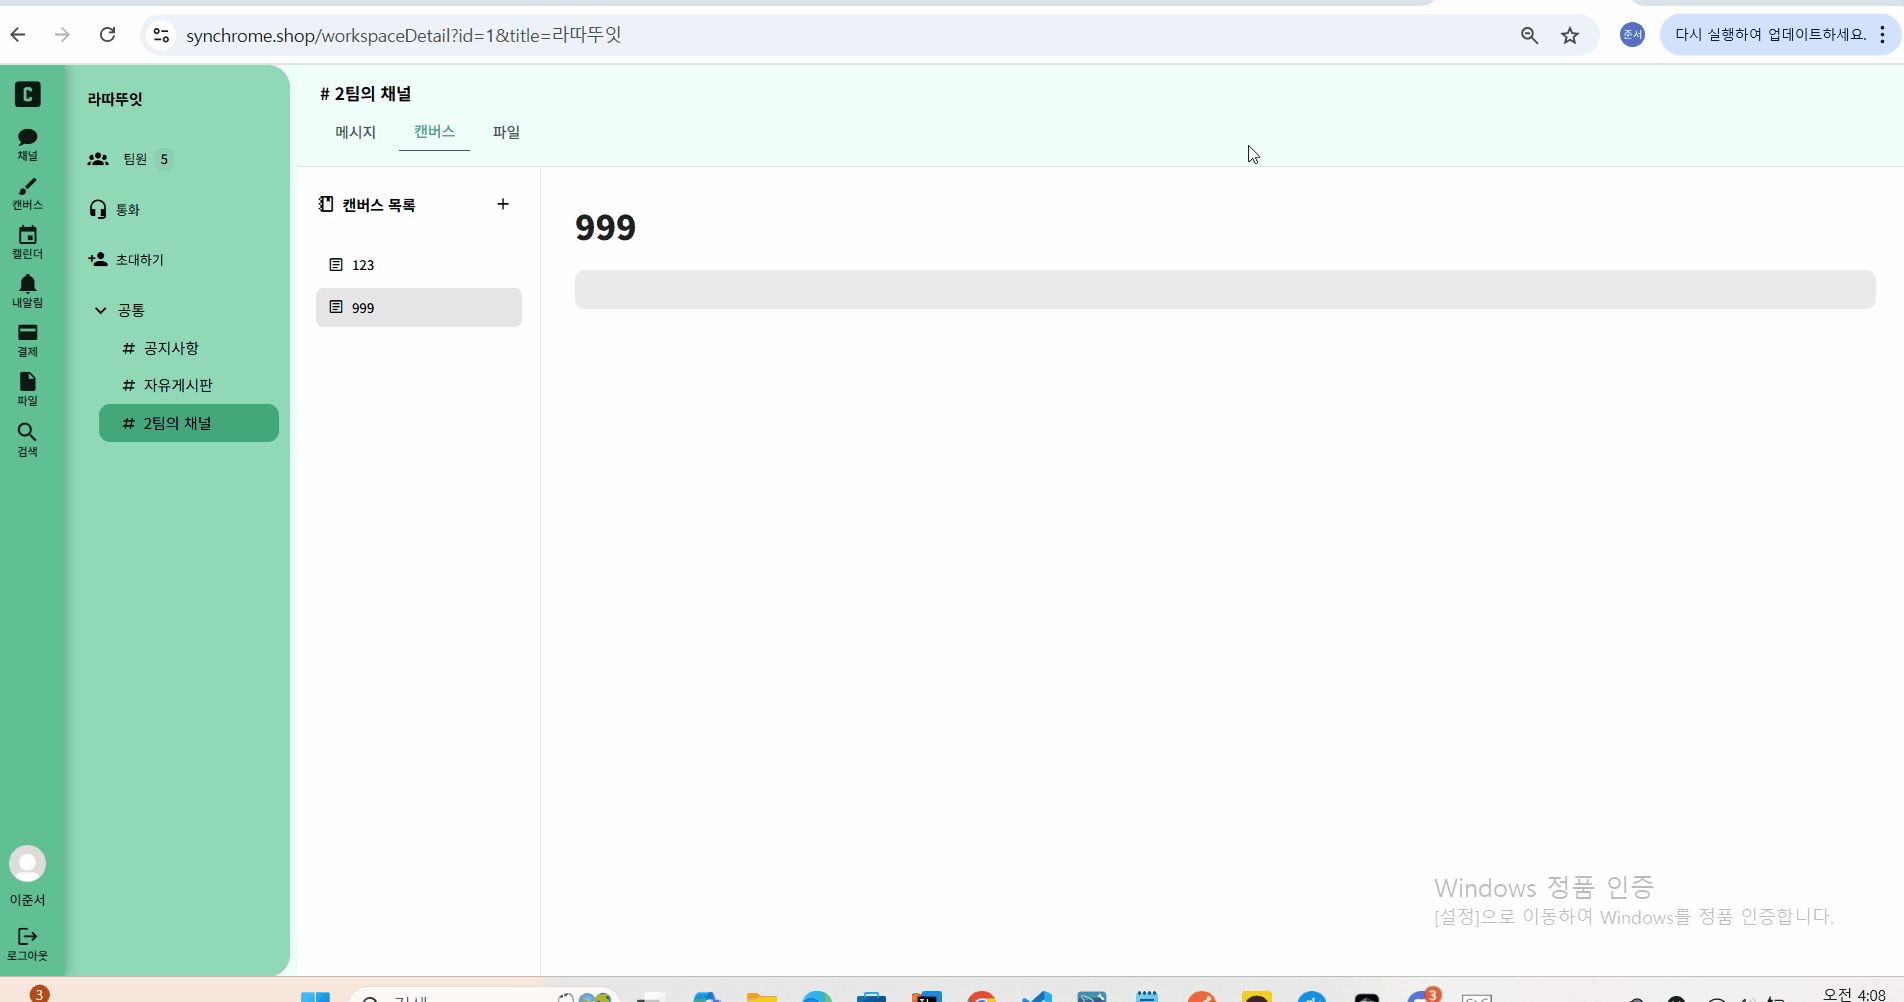 synchrome.shop/workspaceDetail?id=1&title=라따뚜잇
준서
다시 실행하여 업데이트하세요.
C
채널
캔버스
캘린더
내알림
결제
파일
검색
이준서
로그아웃
라따뚜잇
팀원 5
통화
초대하기
공통
# 공지사항
# 자유게시판
# 2팀의 채널
# 2팀의 채널
메시지 캔버스 파일
캔버스 목록 +
123
999
999
Windows 정품 인증
[설정]으로 이동하여 Windows를 정품 인증합니다.
3
검색
3
오전 4:08